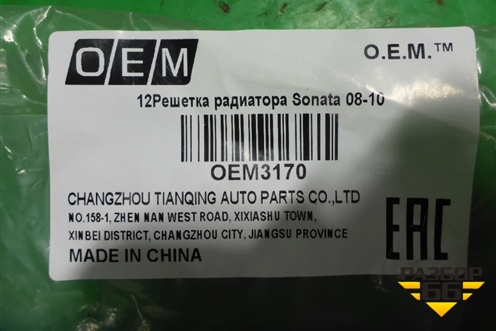 OEM
O.E.M.™
12Решетка радиатора Sonata 08-10
OEM3170
CHANGZHOU TIANQING AUTO PARTS CO.,LTD
NO.158-1, ZHEN NAN WEST ROAD, XIXIASHU TOWN,
XINBEI DISTRICT, CHANGZHOU CITY, JIANGSU PROVINCE
MADE IN CHINA
EAC
РАЗБОР
66